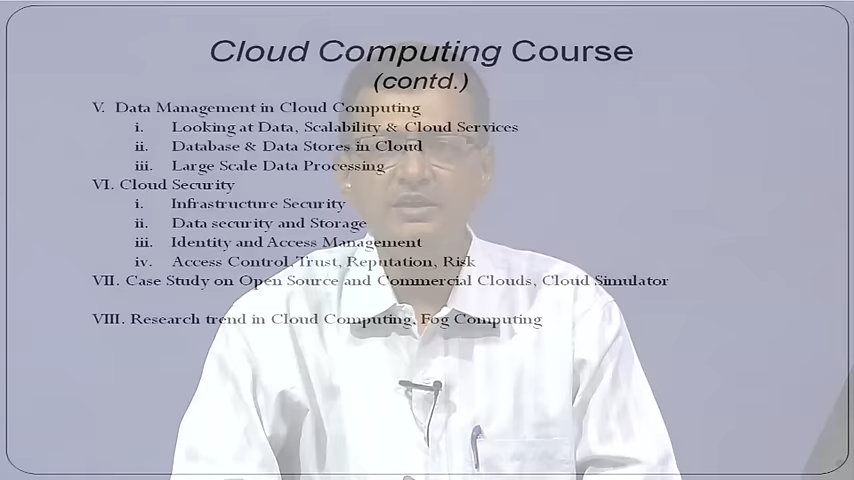 Cloud Computing Course
(contd.)
V. Data Management in Cloud Computing
i. Looking at Data, Scalability & Cloud Services
ii. Database & Data Stores in Cloud
iii. Large Scale Data Processing
VI. Cloud Security
i. Infrastructure Security
ii. Data security and Storage
iii. Identity and Access Management
iv. Access Control, Trust, Reputation, Risk
VII. Case Study on Open Source and Commercial Clouds, Cloud Simulator
VIII. Research trend in Cloud Computing, Fog Computing